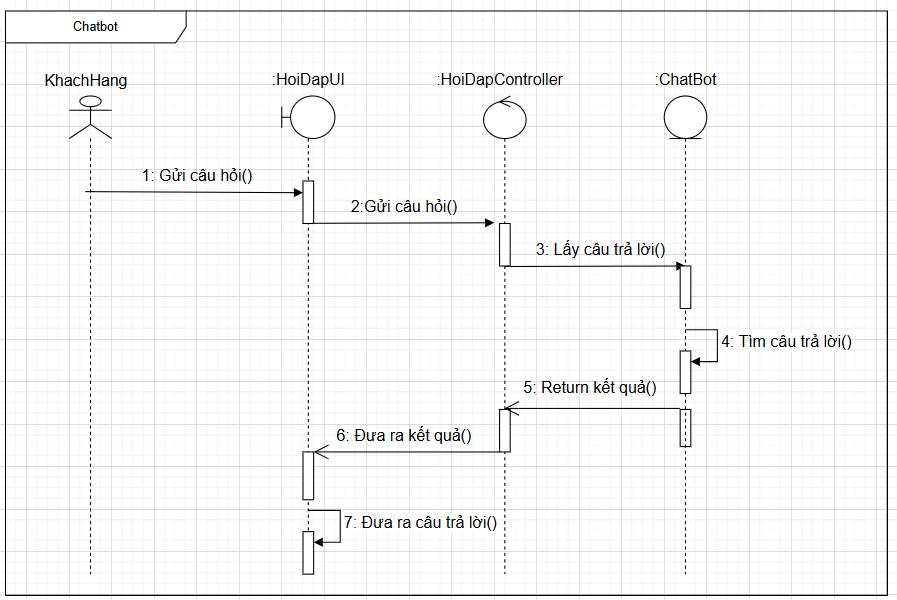 Chatbot
KhachHang
:HoiDapUI
:HoiDapController
:ChatBot
1: Gửi câu hỏi()
2:Gửi câu hỏi()
3: Lấy câu trả lời()
4: Tìm câu trả lời()
5: Return kết quả()
6: Đưa ra kết quả()
7: Đưa ra câu trả lời()